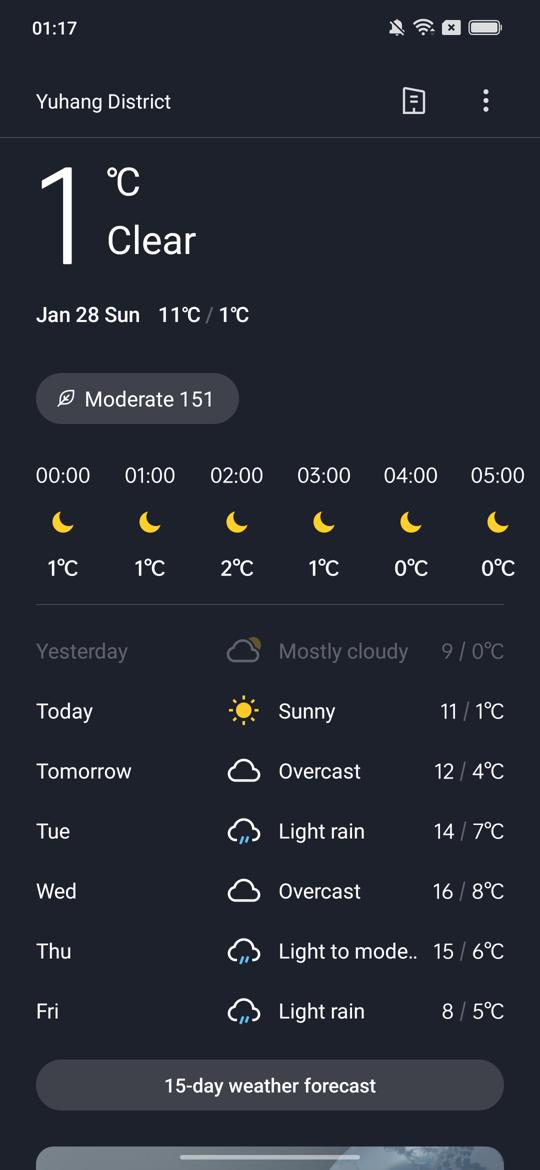 01:17
Yuhang District
1 ℃
Clear
Jan 28 Sun 11℃ / 1℃
Moderate 151
00:00 01:00 02:00 03:00 04:00 05:00
1℃ 1℃ 2℃ 1℃ 0℃ 0℃
Yesterday Mostly cloudy 9 / 0℃
Today Sunny 11 / 1℃
Tomorrow Overcast 12 / 4℃
Tue Light rain 14 / 7℃
Wed Overcast 16 / 8℃
Thu Light to mode.. 15 / 6℃
Fri Light rain 8 / 5℃
15-day weather forecast